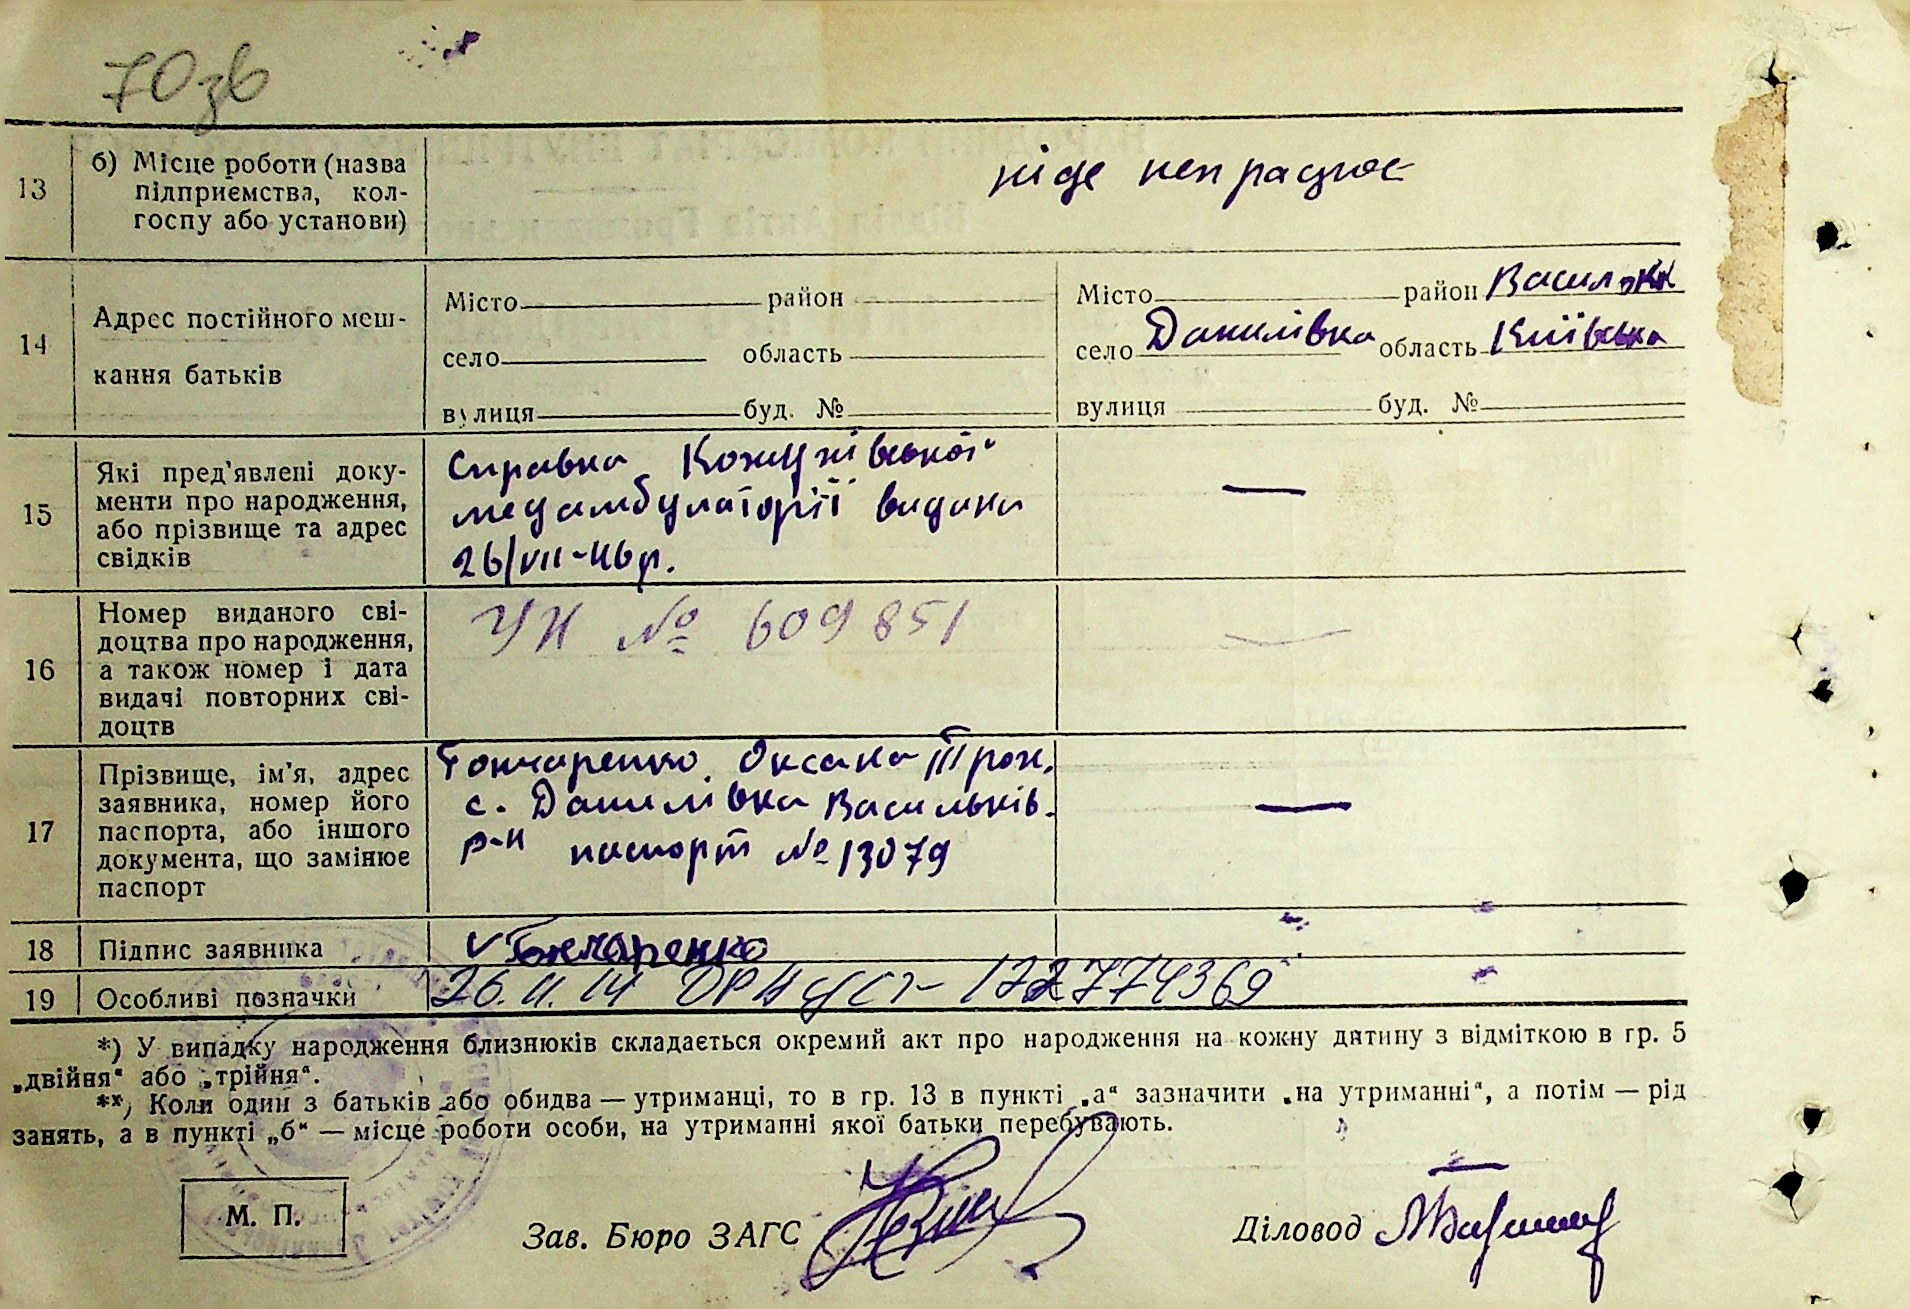 70зв
13 б) Місце роботи (назва
підприємства, кол-
госпу або установи)
ніде непрацює
14 Адрес постійного меш-
кання батьків
Місто район
село область
вулиця буд. №
Місто район Васильк
село Данилівка область Київська
вулиця буд. №
15 Які пред'явлені доку-
менти про народження,
або прізвище та адрес
свідків
Справка Кожухівської
медамбулаторії видана
26/VII-46р. —
16 Номер виданого сві-
доцтва про народження,
а також номер і дата
видачі повторних сві-
доцтв
УН № 609851 —
17 Прізвище, ім'я, адрес
заявника, номер його
паспорта, або іншого
документа, що замінює
паспорт
Гончаренко Оксана Трох.
с. Данилівка Васильків.
р-н паспорт № 13079 —
18 Підпис заявника
v Гончаренко
19 Особливі позначки
26.11.14 ДРАЦСГ- 122774369
*) У випадку народження близнюків складається окремий акт про народження на кожну дитину з відміткою в гр. 5
„двійня“ або „трійня“.
**) Коли один з батьків або обидва — утриманці, то в гр. 13 в пункті „а“ зазначити „на утриманні“, а потім — рід
занять, а в пункті „б“ — місце роботи особи, на утриманні якої батьки перебувають.
М. П.
Зав. Бюро ЗАГС
Діловод